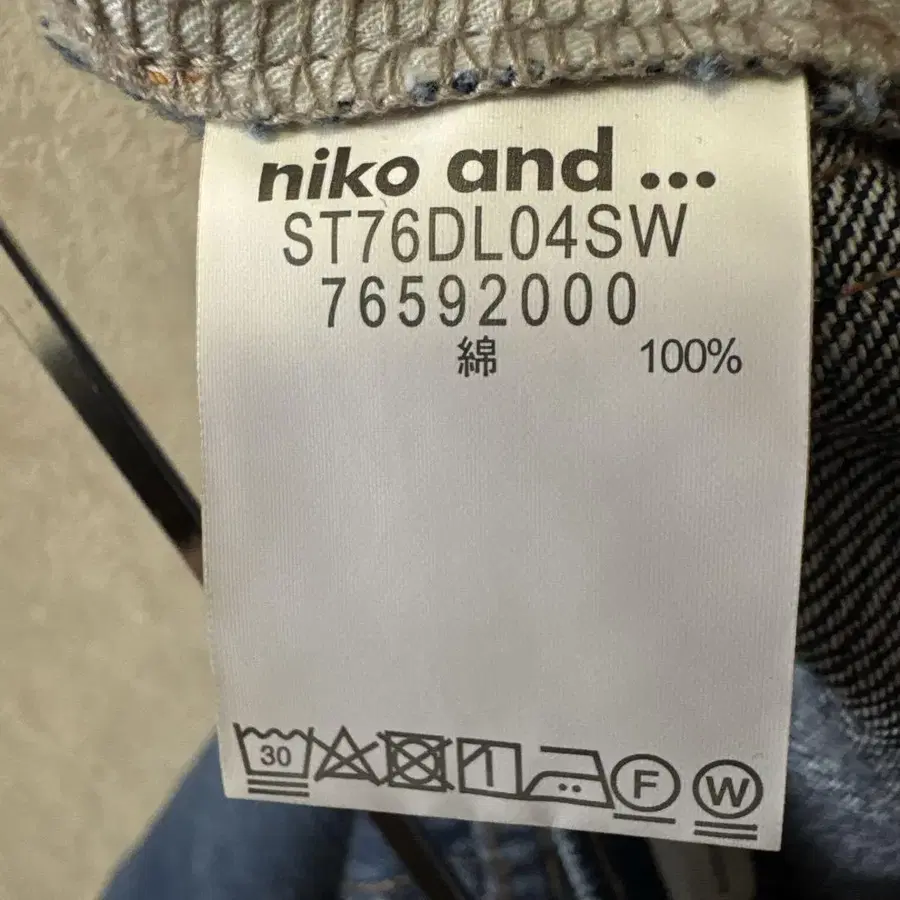 niko and ...
ST76DL04SW
76592000
綿 100%
30 F W